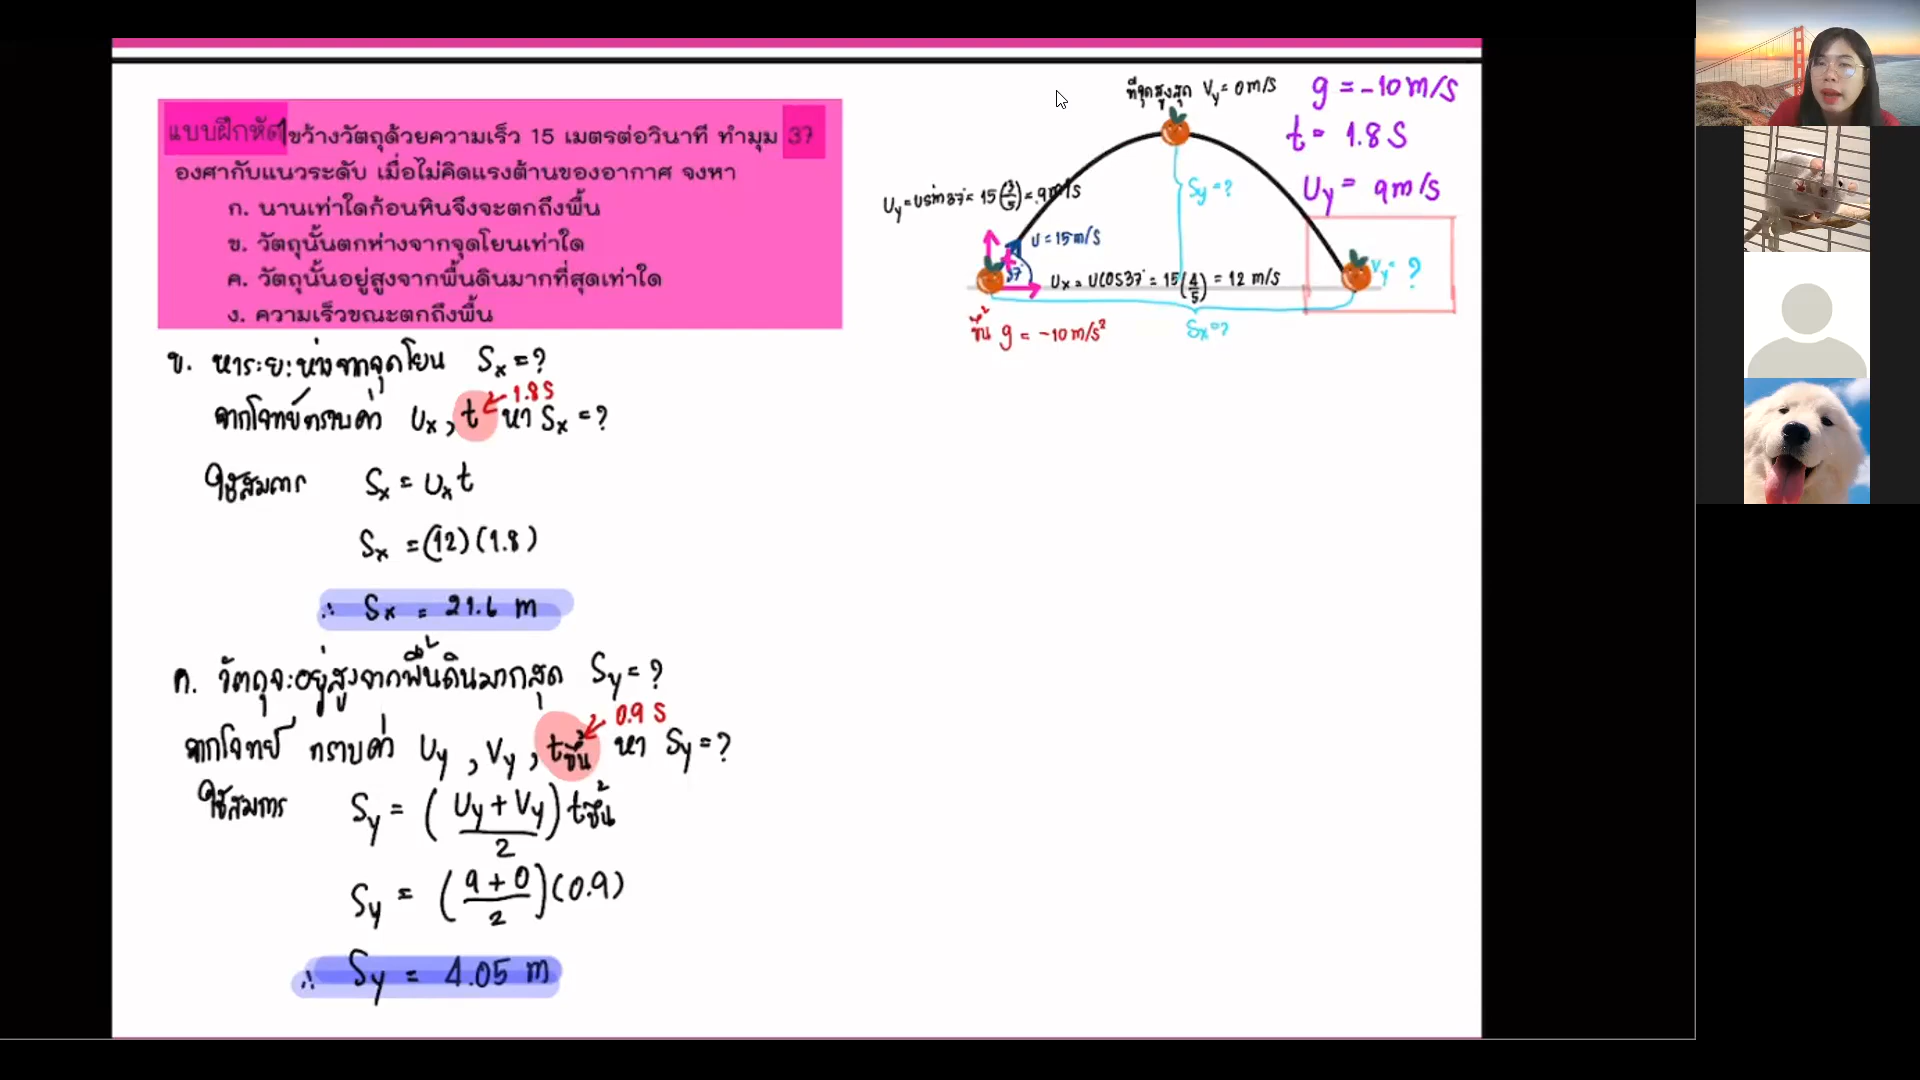 แบบฝึกหัด ขว้างวัตถุด้วยความเร็ว 15 เมตรต่อวินาที ทำมุม 37
องศากับแนวระดับ เมื่อไม่คิดแรงต้านของอากาศ จงหา
ก. นานเท่าใดก้อนหินจึงจะตกถึงพื้น
ข. วัตถุนั้นตกห่างจากจุดโยนเท่าใด
ค. วัตถุนั้นอยู่สูงจากพื้นดินมากที่สุดเท่าใด
ง. ความเร็วขณะตกถึงพื้น
ข. หาระยะห่างจากจุดโยน Sx = ?
1.8 S
จากโจทย์ทราบค่า Ux , t หา Sx = ?
ใช้สมการ Sx = Ux t
Sx = (12)(1.8)
∴ Sx = 21.6 m
ค. วัตถุจะอยู่สูงจากพื้นดินมากสุด Sy = ?
0.9 S
จากโจทย์ ทราบค่า Uy , Vy , tขึ้น หา Sy = ?
ใช้สมการ Sy = ( Uy + Vy / 2 ) tขึ้น
Sy = ( 9 + 0 / 2 ) (0.9)
∴ Sy = 4.05 m
ที่จุดสูงสุด Vy = 0 m/s
g = -10 m/s
t = 1.8 S
Uy = 9 m/s
Sy = ?
Uy = U sin 37° = 15 (3/5) = 9 m/s
U = 15 m/s
37°
Ux = U cos 37° = 15 (4/5) = 12 m/s
Vy = ?
ขึ้น g = -10 m/s²
Sx = ?